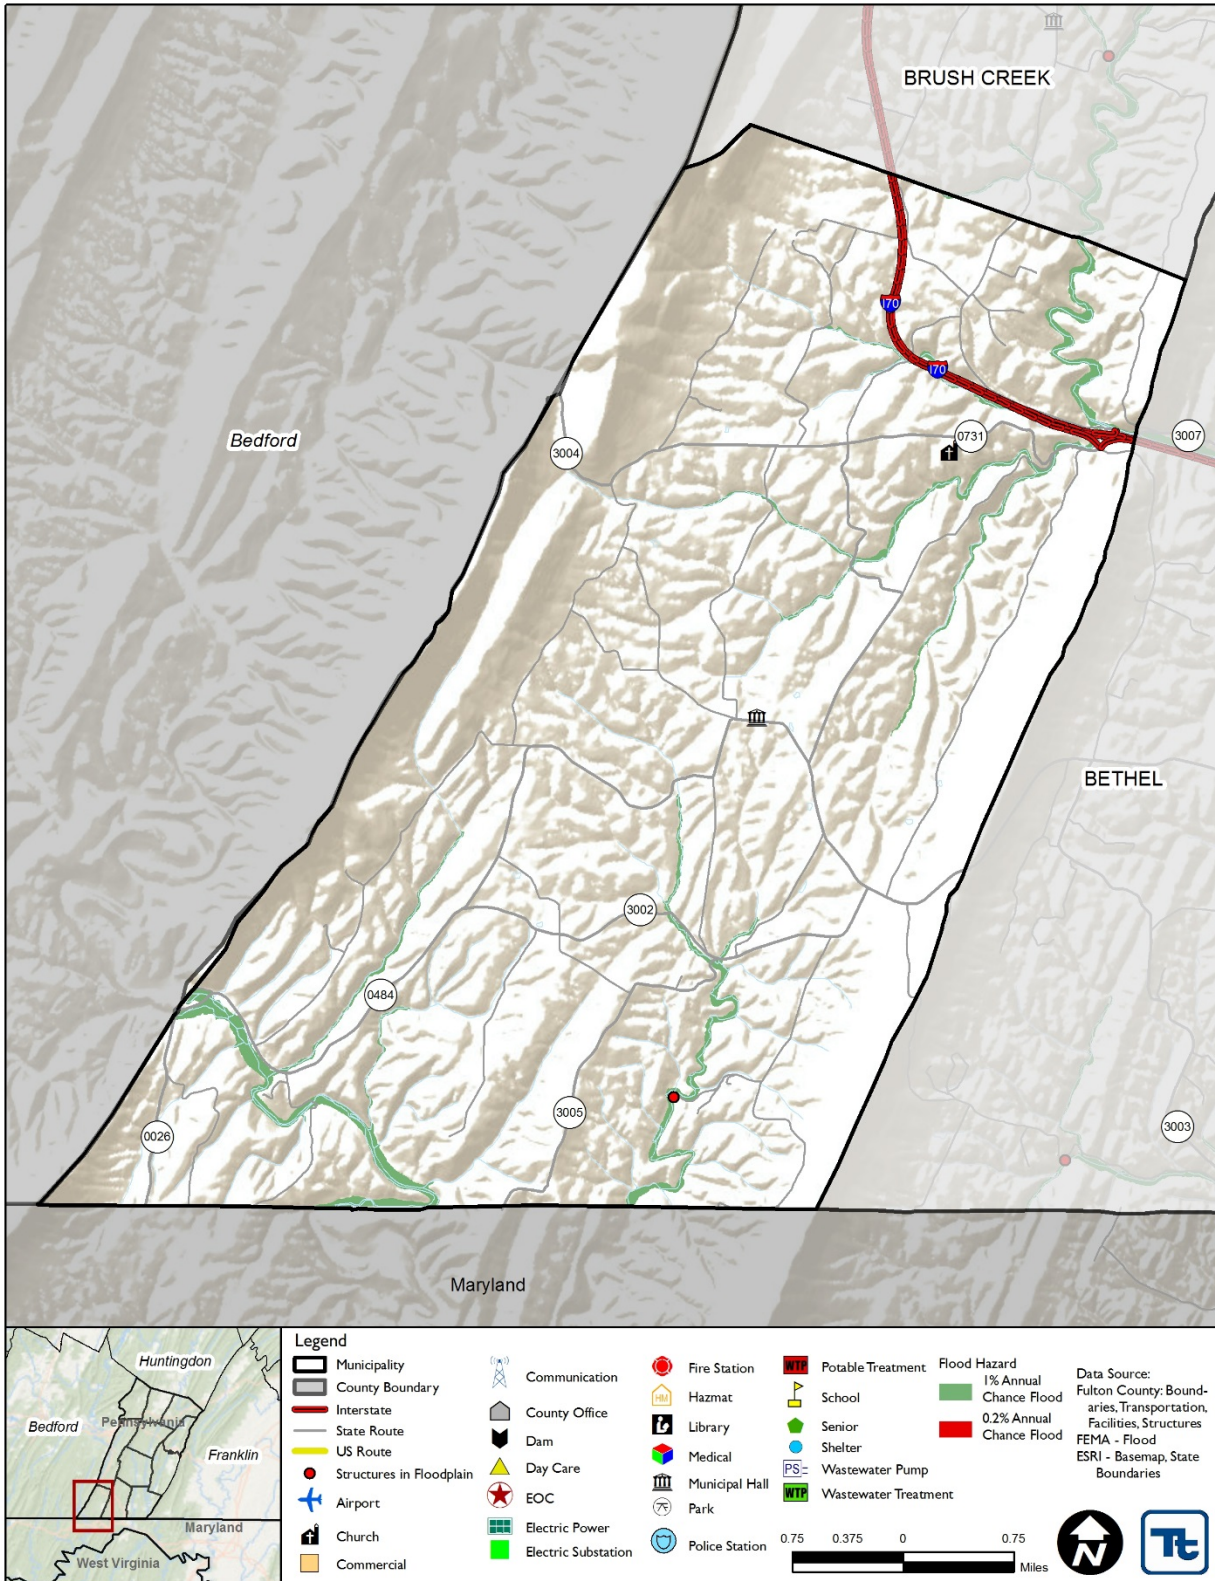 BRUSH CREEK
I70
I70
Bedford
0731
3007
3004
BETHEL
3002
0484
3005
0026
3003
Maryland
Huntingdon
Bedford
Pennsylvania
Franklin
Maryland
West Virginia
Legend
Municipality
County Boundary
Interstate
State Route
US Route
Structures in Floodplain
Airport
Church
Commercial
Communication
County Office
Dam
Day Care
EOC
Electric Power
Electric Substation
Fire Station
HM Hazmat
Library
Medical
Municipal Hall
Park
Police Station
WTP Potable Treatment
School
Senior
Shelter
PS Wastewater Pump
WTP Wastewater Treatment
Flood Hazard
1% Annual
Chance Flood
0.2% Annual
Chance Flood
Data Source:
Fulton County: Bound-
aries, Transportation,
Facilities, Structures
FEMA - Flood
ESRI - Basemap, State
Boundaries
0.75 0.375 0 0.75
Miles
N
Tt